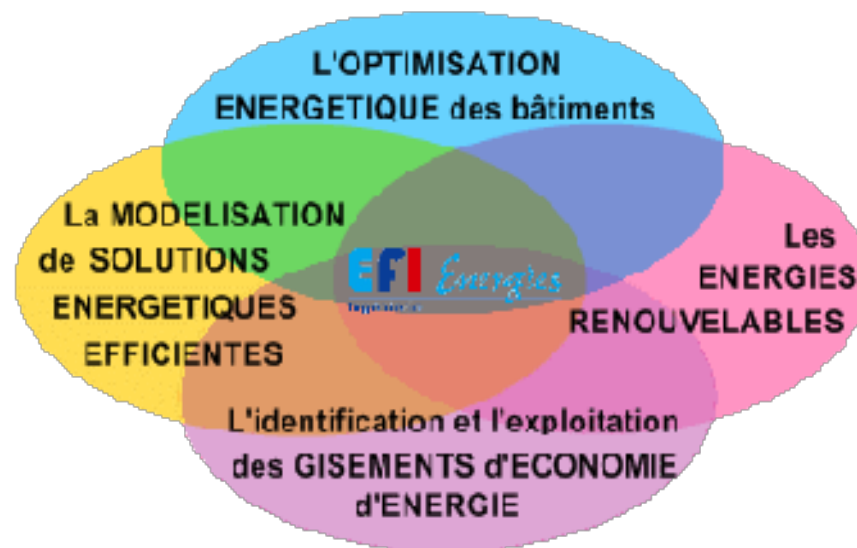 L'OPTIMISATION
ENERGETIQUE des bâtiments
La MODELISATION
de SOLUTIONS
ENERGETIQUES
EFFICIENTES
EFI Energies
Les
ENERGIES
RENOUVELABLES
L'identification et l'exploitation
des GISEMENTS d'ECONOMIE
d'ENERGIE